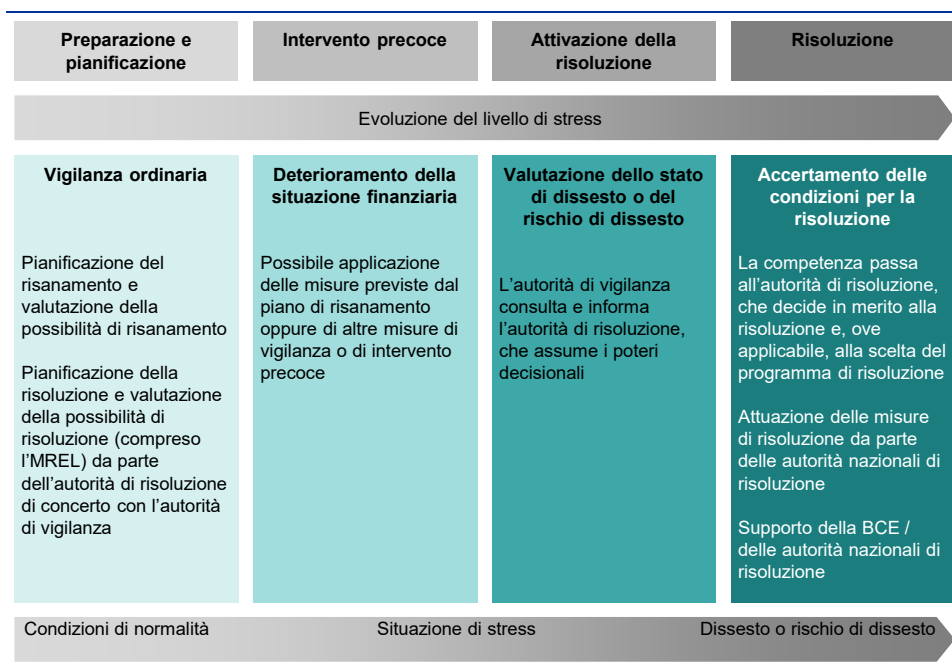 Preparazione e
pianificazione
Intervento precoce
Attivazione della
risoluzione
Risoluzione
Evoluzione del livello di stress
Vigilanza ordinaria
Pianificazione del
risanamento e
valutazione della
possibilità di risanamento
Pianificazione della
risoluzione e valutazione
della possibilità di
risoluzione (compreso
l’MREL) da parte
dell’autorità di risoluzione
di concerto con l’autorità
di vigilanza
Deterioramento della
situazione finanziaria
Possibile applicazione
delle misure previste dal
piano di risanamento
oppure di altre misure di
vigilanza o di intervento
precoce
Valutazione dello stato
di dissesto o del
rischio di dissesto
L’autorità di vigilanza
consulta e informa
l’autorità di risoluzione,
che assume i poteri
decisionali
Accertamento delle
condizioni per la
risoluzione
La competenza passa
all’autorità di risoluzione,
che decide in merito alla
risoluzione e, ove
applicabile, alla scelta del
programma di risoluzione
Attuazione delle misure
di risoluzione da parte
delle autorità nazionali di
risoluzione
Supporto della BCE /
delle autorità nazionali di
risoluzione
Condizioni di normalità
Situazione di stress
Dissesto o rischio di dissesto